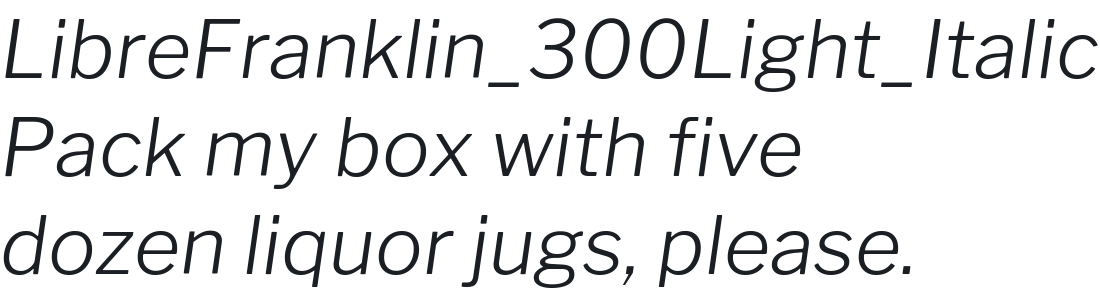 LibreFranklin_300Light_Italic
Pack my box with five
dozen liquor jugs, please.